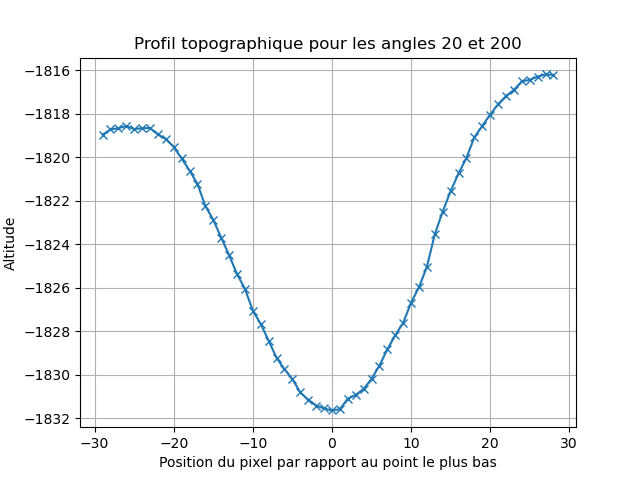 Profil topographique pour les angles 20 et 200
−1816
−1818
−1820
−1822
−1824
−1826
−1828
−1830
−1832
Altitude
−30 −20 −10 0 10 20 30
Position du pixel par rapport au point le plus bas